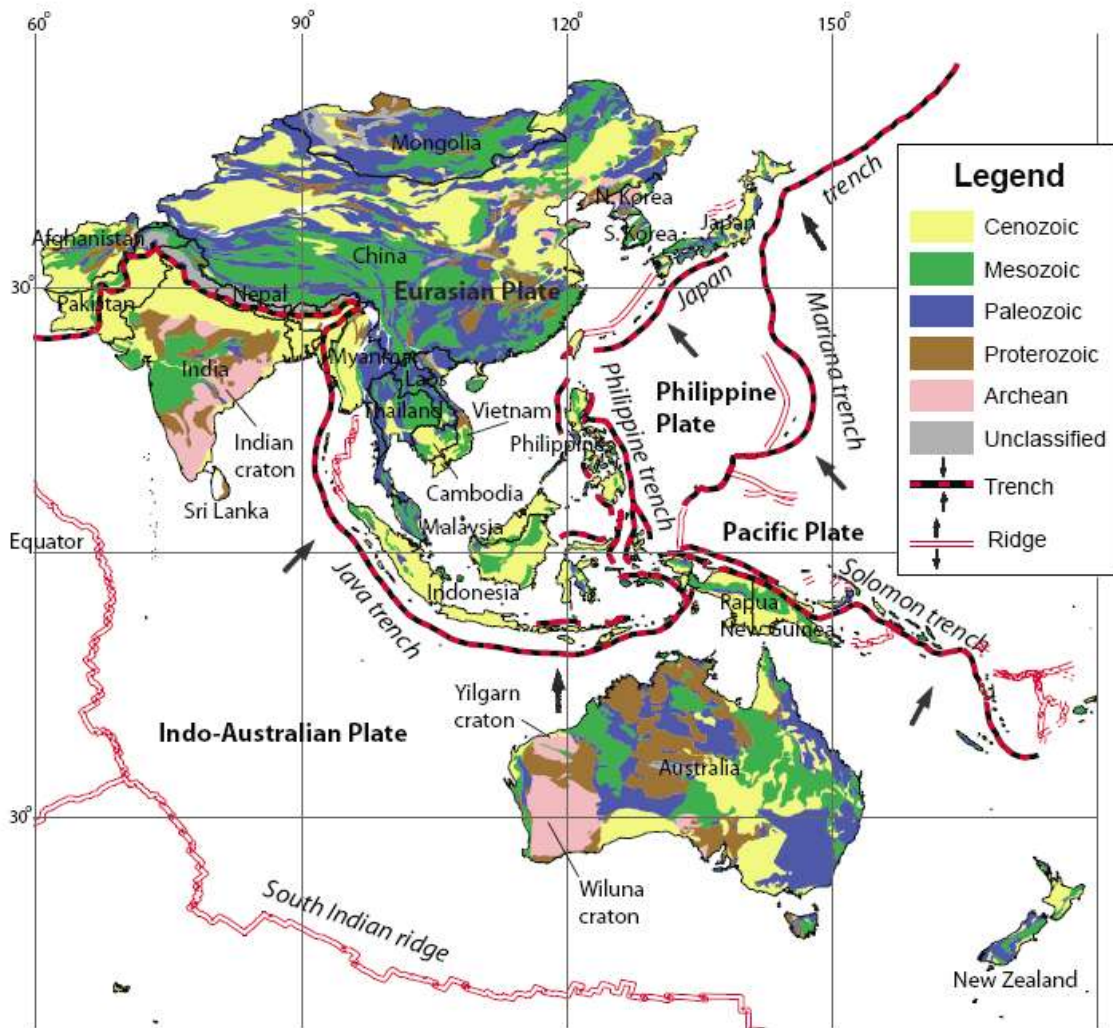 60°
90°
120°
150°
Mongolia
trench
Legend
Cenozoic
Mesozoic
Paleozoic
Proterozoic
Archean
Unclassified
Trench
Ridge
N. Korea
S. Korea
Japan
Afghanistan
China
Japan
30°
Pakistan
Nepal
Eurasian Plate
Mariana trench
India
Myanmar
Laos
Thailand
Vietnam
Philippine trench
Philippine
Plate
Indian
craton
Philippines
Sri Lanka
Cambodia
Malaysia
Pacific Plate
Equator
Java trench
Indonesia
Solomon trench
Papua
New Guinea
Yilgarn
craton
Indo-Australian Plate
Australia
30°
Wiluna
craton
South Indian ridge
New Zealand